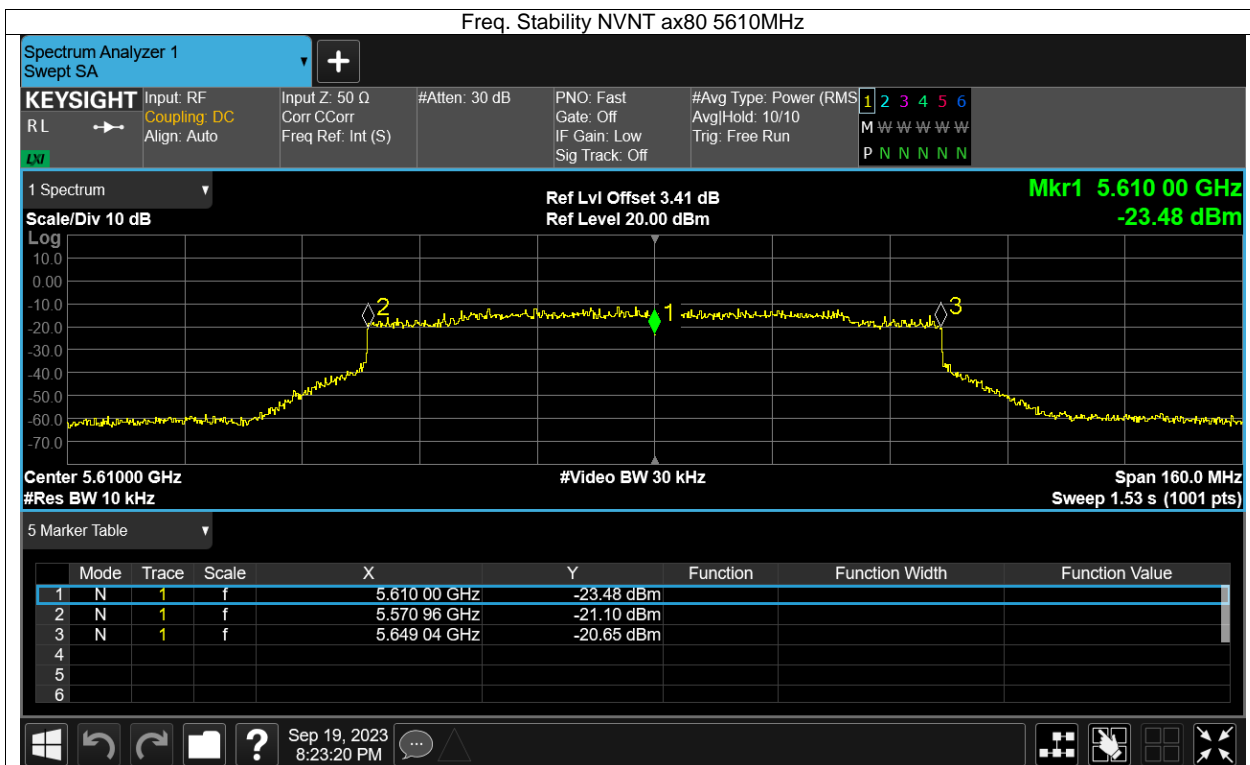 Freq. Stability NVNT ax80 5610MHz
Spectrum Analyzer 1
Swept SA
KEYSIGHT Input: RF Input Z: 50 Ω #Atten: 30 dB PNO: Fast #Avg Type: Power (RMS 1 2 3 4 5 6
RL Coupling: DC Corr CCorr Gate: Off Avg|Hold: 10/10 M W W W W W
Align: Auto Freq Ref: Int (S) IF Gain: Low Trig: Free Run
LXI Sig Track: Off P N N N N N
1 Spectrum Ref Lvl Offset 3.41 dB Mkr1 5.610 00 GHz
Scale/Div 10 dB Ref Level 20.00 dBm -23.48 dBm
Log
10.0
0.00
-10.0 2 1 3
-20.0
-30.0
-40.0
-50.0
-60.0
-70.0
Center 5.61000 GHz #Video BW 30 kHz Span 160.0 MHz
#Res BW 10 kHz Sweep 1.53 s (1001 pts)
5 Marker Table
Mode Trace Scale X Y Function Function Width Function Value
1 N 1 f 5.610 00 GHz -23.48 dBm
2 N 1 f 5.570 96 GHz -21.10 dBm
3 N 1 f 5.649 04 GHz -20.65 dBm
4
5
6
? Sep 19, 2023
8:23:20 PM